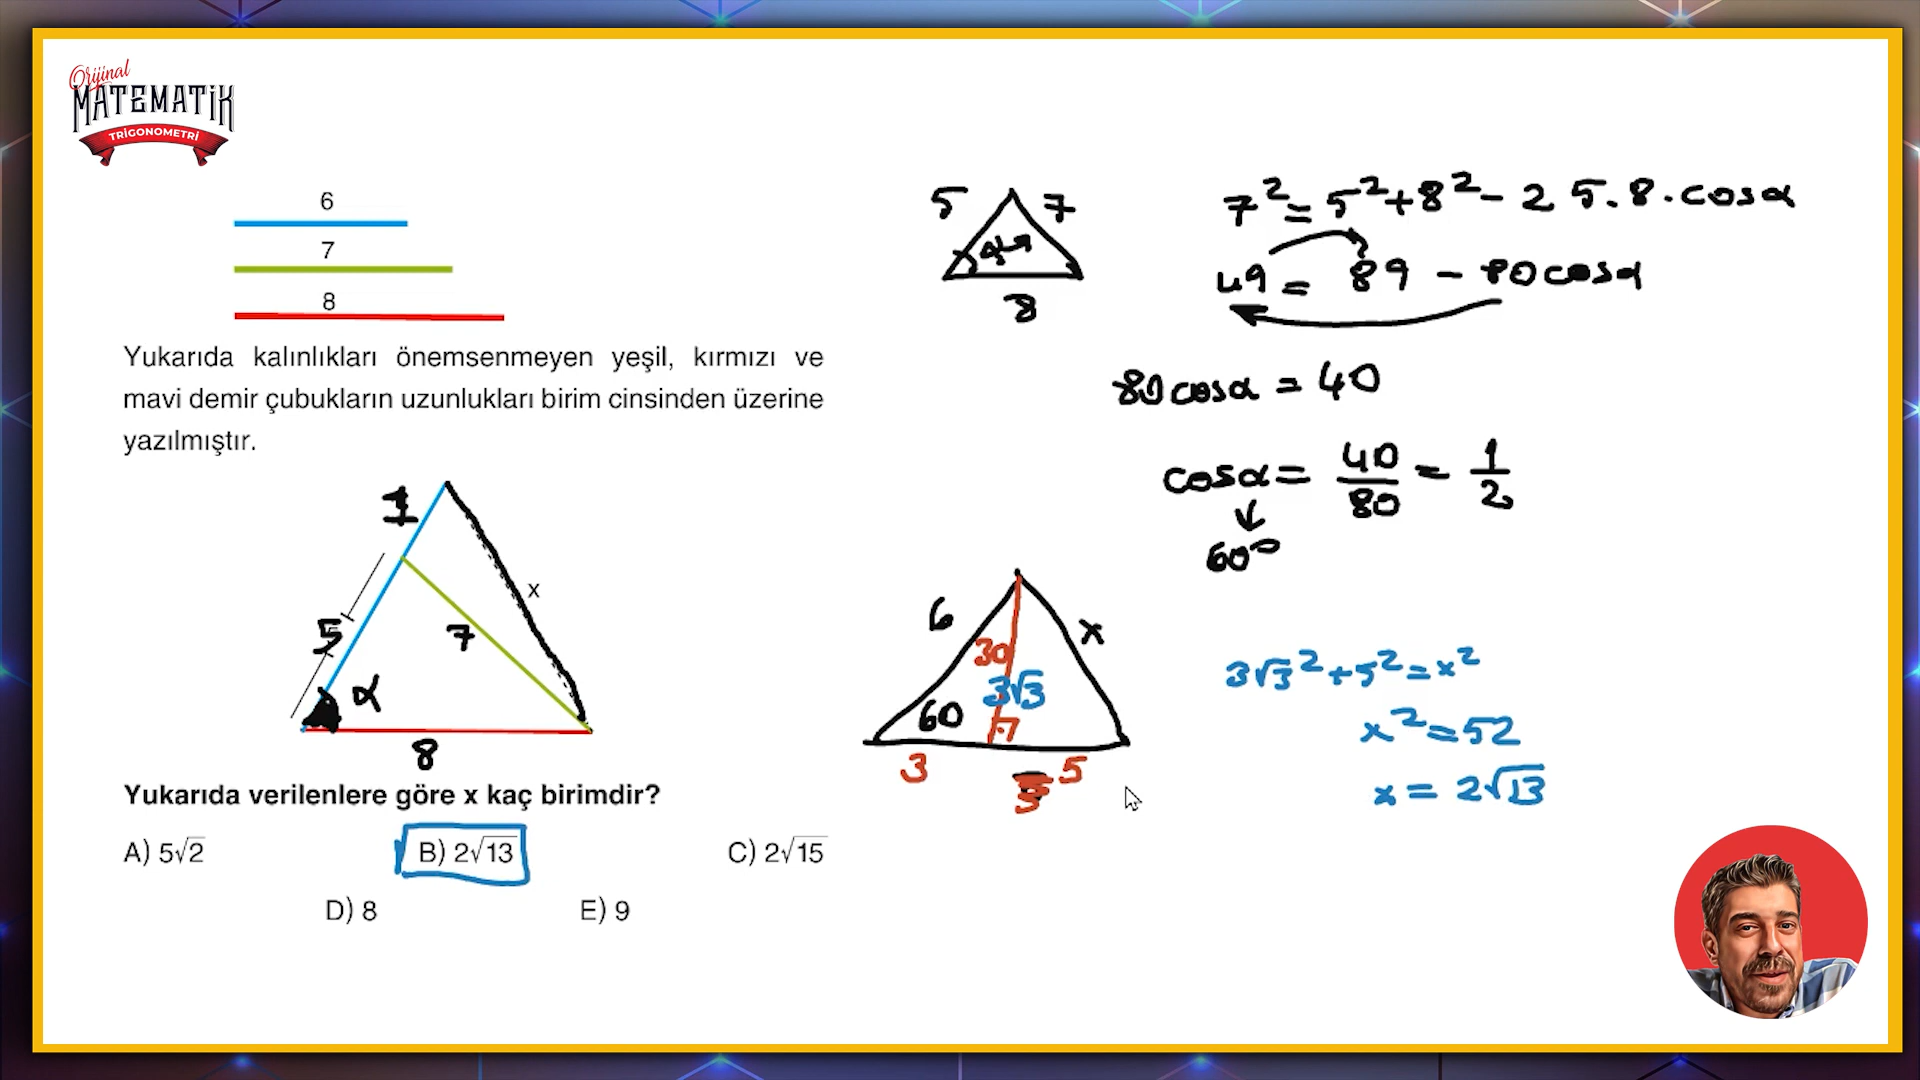 Orijinal
MATEMATİK
TRİGONOMETRİ
6
7
8
Yukarıda kalınlıkları önemsenmeyen yeşil, kırmızı ve
mavi demir çubukların uzunlukları birim cinsinden üzerine
yazılmıştır.
1
5
7
x
α
8
Yukarıda verilenlere göre x kaç birimdir?
A) 5√2
B) 2√13
C) 2√15
D) 8
E) 9
5
7
α
8
7² = 5² + 8² - 2 5.8.cosα
49 = 89 - 80cosα
80cosα = 40
cosα = 40/80 = 1/2
60°
6
x
30
3√3
60
3
5
3√3² + 5² = x²
x² = 52
x = 2√13